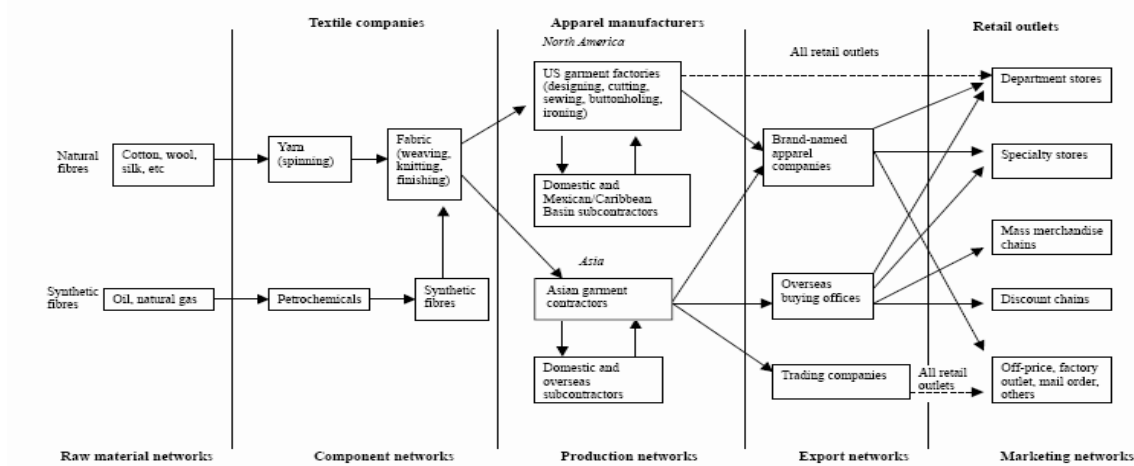 Textile companies
Apparel manufacturers
Retail outlets
North America
All retail outlets
US garment factories
(designing, cutting,
sewing, buttonholing,
ironing)
Department stores
Natural
fibres
Cotton, wool,
silk, etc
Yarn
(spinning)
Fabric
(weaving,
knitting,
finishing)
Brand-named
apparel
companies
Specialty stores
Domestic and
Mexican/Caribbean
Basin subcontractors
Mass merchandise
chains
Asia
Synthetic
fibres
Oil, natural gas
Petrochemicals
Synthetic
fibres
Asian garment
contractors
Overseas
buying offices
Discount chains
Domestic and
overseas
subcontractors
Trading companies
All retail
outlets
Off-price, factory
outlet, mail order,
others
Raw material networks
Component networks
Production networks
Export networks
Marketing networks